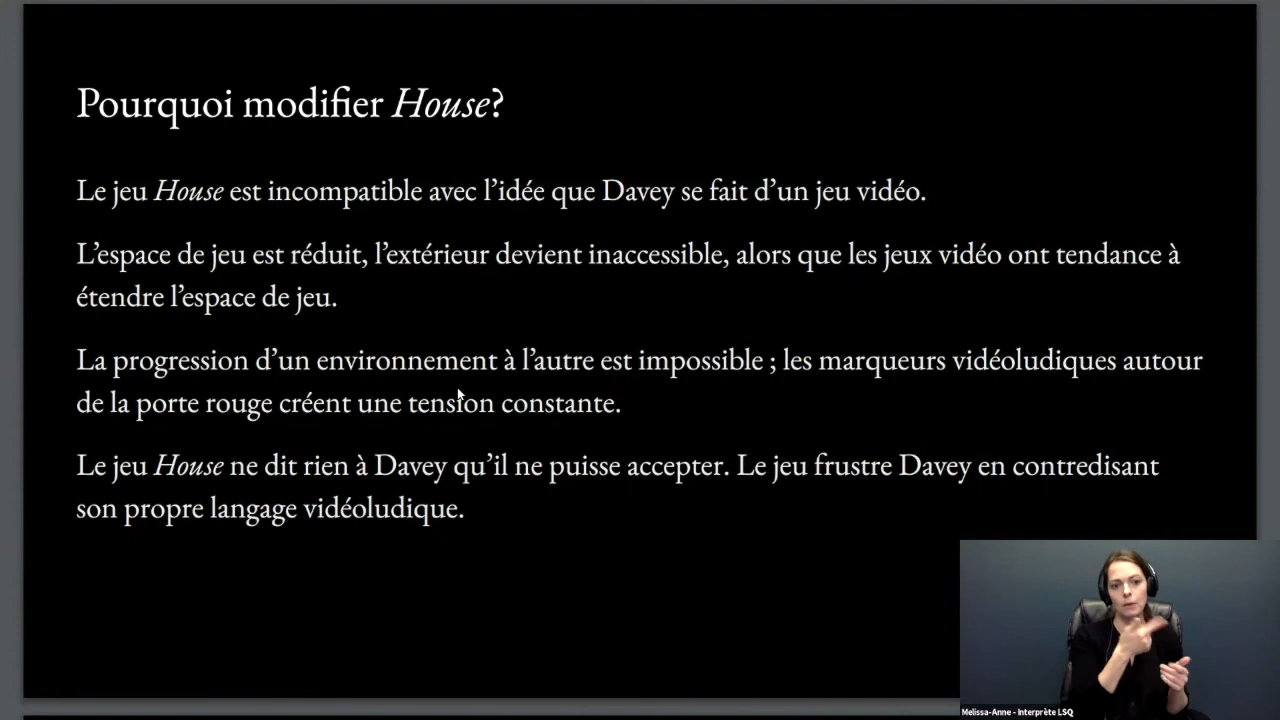 Pourquoi modifier House?
Le jeu House est incompatible avec l’idée que Davey se fait d’un jeu vidéo.
L’espace de jeu est réduit, l’extérieur devient inaccessible, alors que les jeux vidéo ont tendance à
étendre l’espace de jeu.
La progression d’un environnement à l’autre est impossible ; les marqueurs vidéoludiques autour
de la porte rouge créent une tension constante.
Le jeu House ne dit rien à Davey qu’il ne puisse accepter. Le jeu frustre Davey en contredisant
son propre langage vidéoludique.
Melissa-Anne - Interprète LSQ